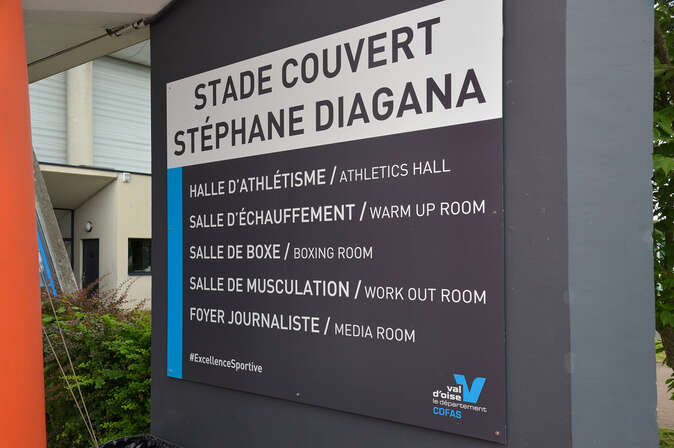 STADE COUVERT
STÉPHANE DIAGANA
HALLE D'ATHLÉTISME / ATHLETICS HALL
SALLE D'ÉCHAUFFEMENT / WARM UP ROOM
SALLE DE BOXE / BOXING ROOM
SALLE DE MUSCULATION / WORK OUT ROOM
FOYER JOURNALISTE / MEDIA ROOM
#ExcellenceSportive
val
d'oise
le département
CDFAS